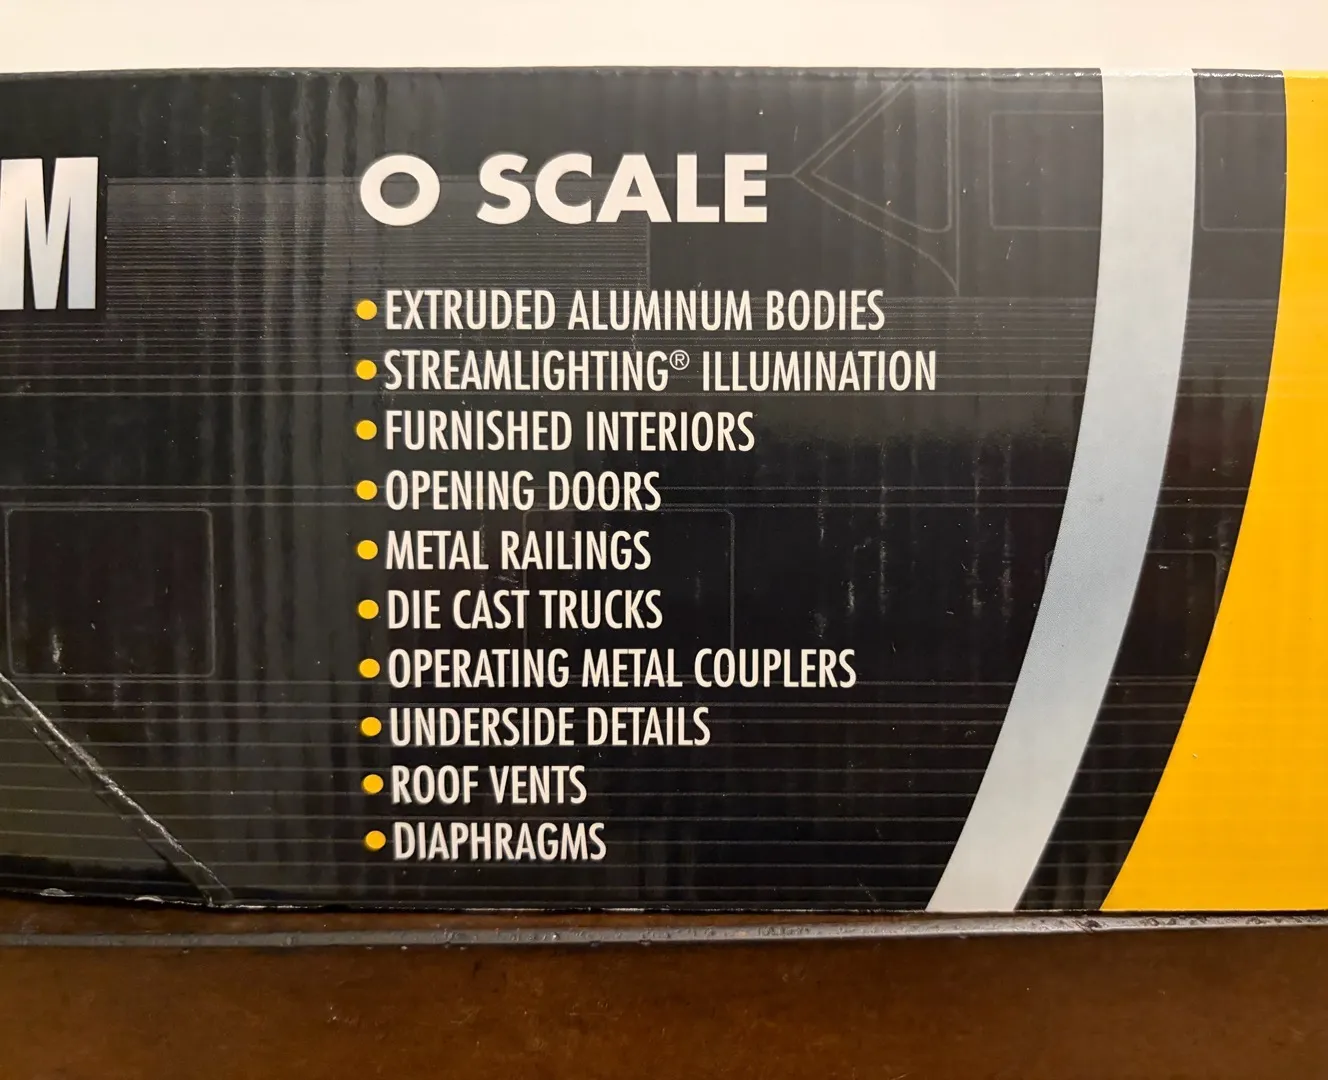 M
O SCALE
• EXTRUDED ALUMINUM BODIES
• STREAMLIGHTING® ILLUMINATION
• FURNISHED INTERIORS
• OPENING DOORS
• METAL RAILINGS
• DIE CAST TRUCKS
• OPERATING METAL COUPLERS
• UNDERSIDE DETAILS
• ROOF VENTS
• DIAPHRAGMS